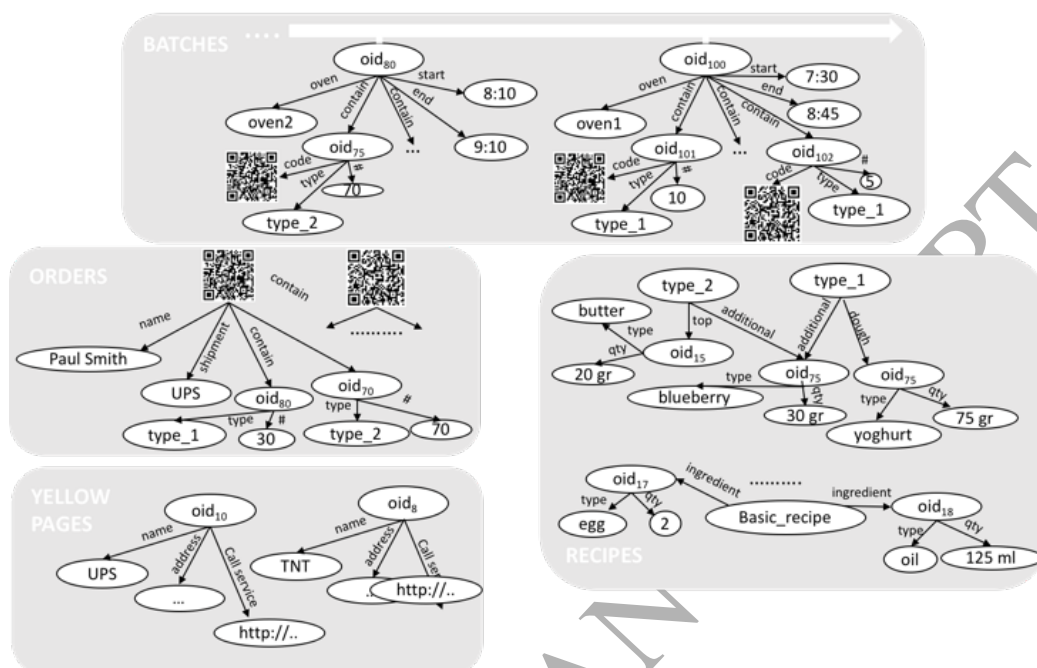 BATCHES ....
oid80
oid100
start
7:30
oven
contain
contain
end
8:10
oven
contain
contain
start
end
8:45
oven2
oven1
oid75
...
9:10
oid101
...
oid102
code
type
#
70
code
type
#
10
code
type
#
5
type_2
type_1
type_1
ORDERS
contain
name
shipment
contain
..........
Paul Smith
UPS
oid80
oid70
type
#
type
#
type_1
30
type_2
70
type_2
type_1
butter
type
top
additional
additional
dough
qty
oid15
20 gr
oid75
oid75
type
qty
type
qty
blueberry
30 gr
75 gr
yoghurt
oid17
ingredient
..........
ingredient
type
qty
oid18
egg
2
Basic_recipe
type
qty
RECIPES
oil
125 ml
YELLOW
PAGES
oid10
oid8
name
address
Call service
name
address
Call se
UPS
TNT
...
http://..
http://..
AN
PT